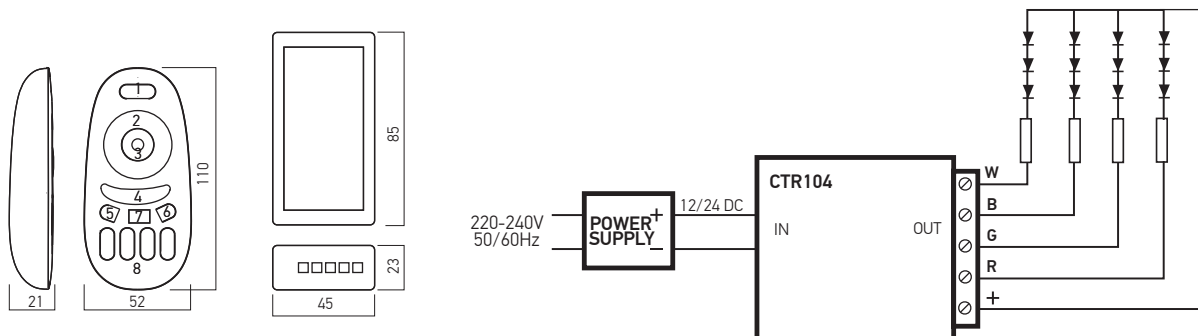 1
2
3
4
5
7
6
8
110
21
52
85
23
45
220-240V
50/60Hz
POWER
SUPPLY
+
−
12/24 DC
CTR104
IN
OUT
W
B
G
R
+